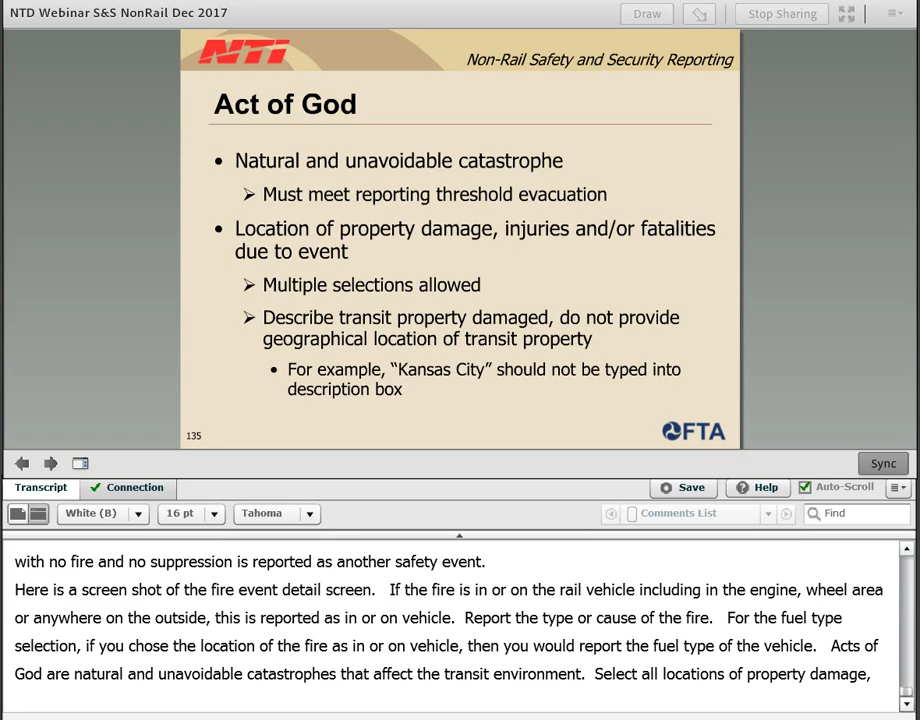 NTD Webinar S&S NonRail Dec 2017
Draw
Stop Sharing
NTI
Non-Rail Safety and Security Reporting
Act of God
• Natural and unavoidable catastrophe
➢ Must meet reporting threshold evacuation
• Location of property damage, injuries and/or fatalities
due to event
➢ Multiple selections allowed
➢ Describe transit property damaged, do not provide
geographical location of transit property
• For example, “Kansas City” should not be typed into
description box
135
FTA
Sync
Transcript
Connection
Save
Help
Auto-Scroll
White (B)
16 pt
Tahoma
Comments List
Find
with no fire and no suppression is reported as another safety event.
Here is a screen shot of the fire event detail screen. If the fire is in or on the rail vehicle including in the engine, wheel area
or anywhere on the outside, this is reported as in or on vehicle. Report the type or cause of the fire. For the fuel type
selection, if you chose the location of the fire as in or on vehicle, then you would report the fuel type of the vehicle. Acts of
God are natural and unavoidable catastrophes that affect the transit environment. Select all locations of property damage,